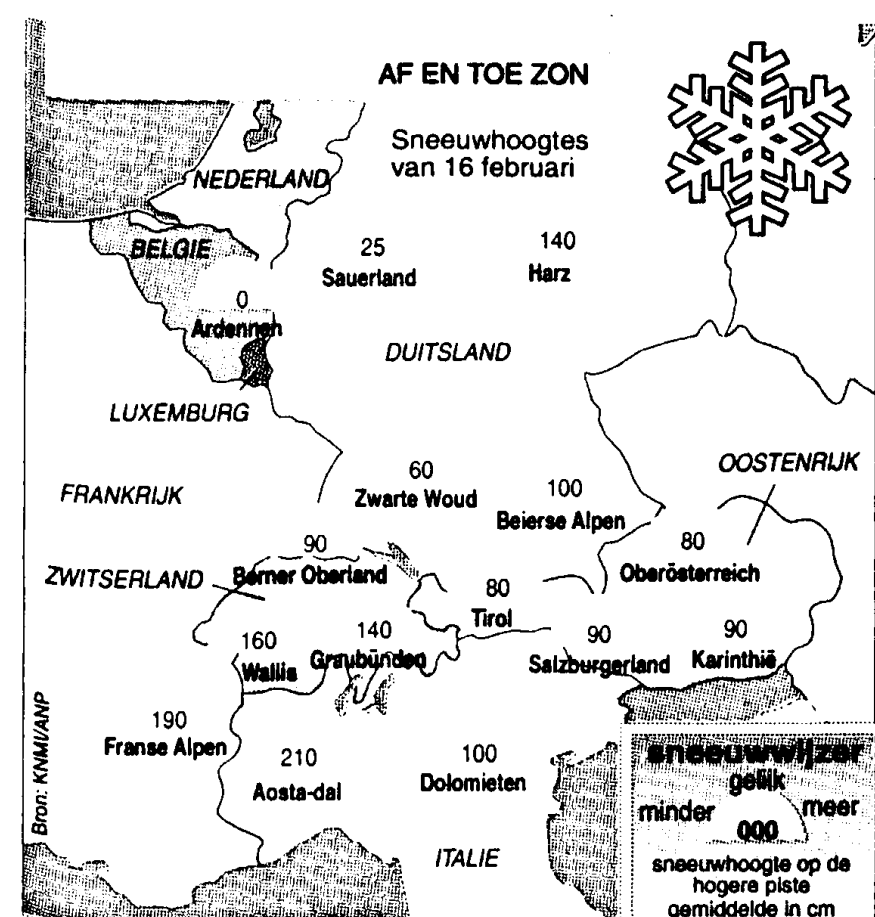 AF EN TOE ZON
Sneeuwhoogtes
van 16 februari
NEDERLAND
BELGIE
25
Sauerland
140
Harz
0
Ardennen
DUITSLAND
LUXEMBURG
FRANKRIJK
60
Zwarte Woud
100
Beierse Alpen
OOSTENRIJK
90
Berner Oberland
ZWITSERLAND
80
Tirol
80
Oberösterreich
160
Wallis
140
Graubünden
90
Salzburgerland
90
Karinthië
190
Franse Alpen
210
Aosta-dal
100
Dolomieten
ITALIE
Bron: KNMI/ANP
sneeuwwijzer
gelijk
minder
meer
000
sneeuwhoogte op de
hogere piste
gemiddelde in cm